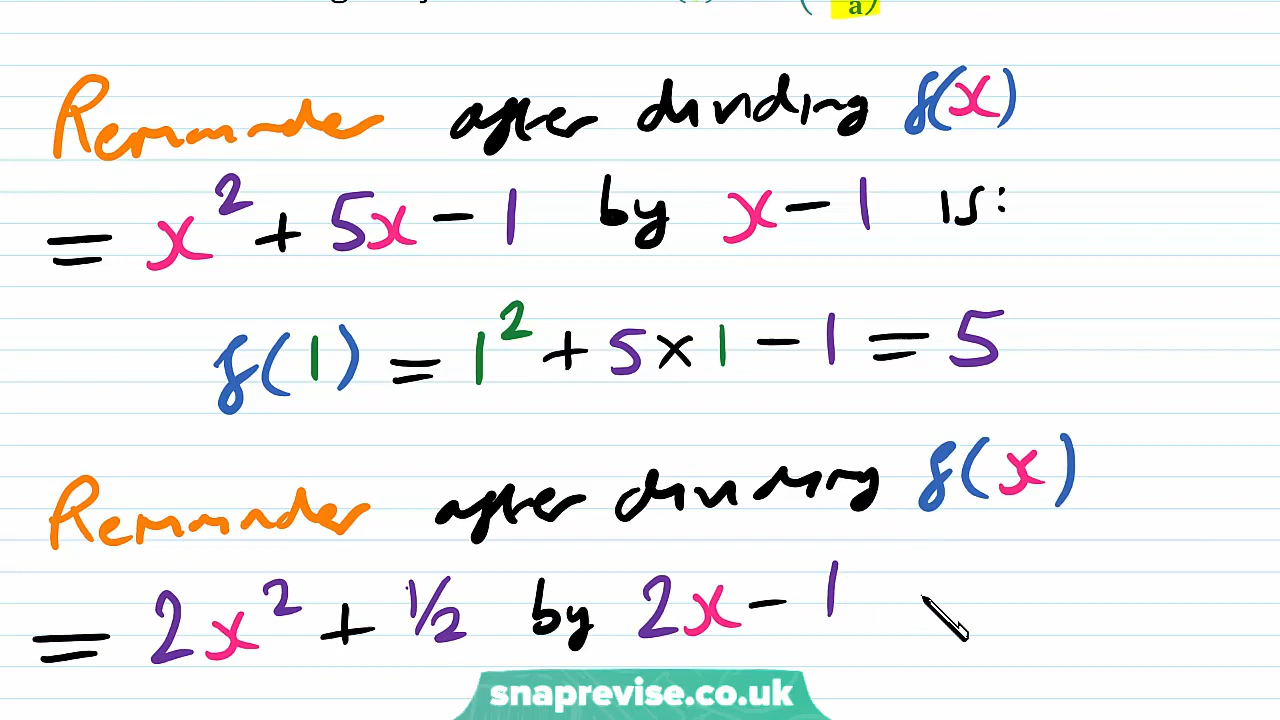 a)
Remainder after dividing f(x)
= x² + 5x - 1 by x - 1 is:
f(1) = 1² + 5 × 1 - 1 = 5
Remainder after dividing f(x)
= 2x² + 1/2 by 2x - 1
snaprevise.co.uk